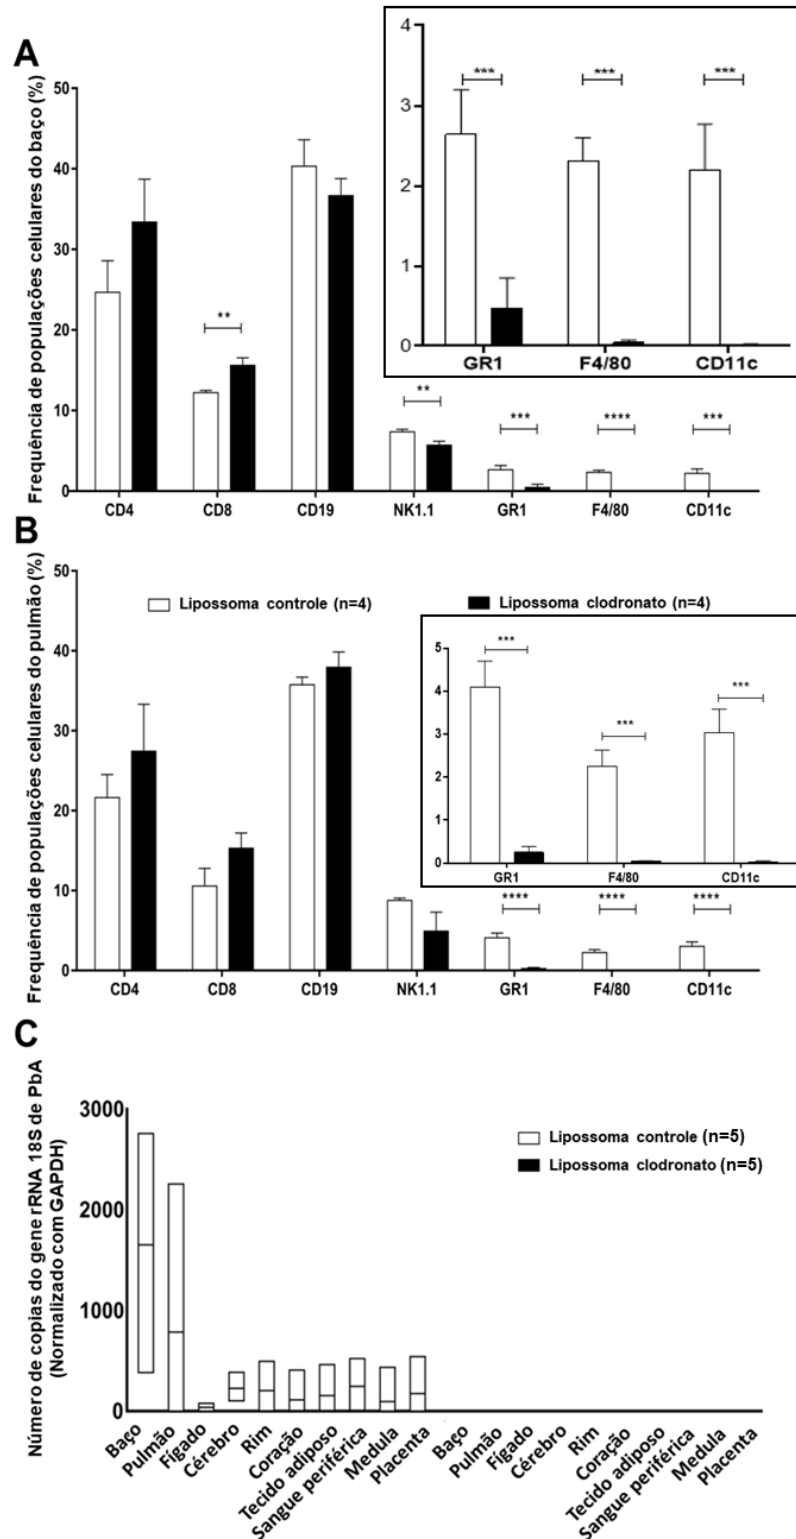 A
Frequência de populações celulares do baço (%)
50
40
30
20
10
0
** ** *** **** ***
CD4 CD8 CD19 NK1.1 GR1 F4/80 CD11c
4
3
2
1
0
*** *** ***
GR1 F4/80 CD11c
B
Frequência de populações celulares do pulmão (%)
50
40
30
20
10
0
Lipossoma controle (n=4) Lipossoma clodronato (n=4)
5
4
3
2
1
0
*** *** ***
GR1 F4/80 CD11c
**** **** ****
CD4 CD8 CD19 NK1.1 GR1 F4/80 CD11c
C
Número de copias do gene rRNA 18S de PbA
(Normalizado com GAPDH)
3000
2000
1000
0
Lipossoma controle (n=5)
Lipossoma clodronato (n=5)
Baço
Pulmão
Fígado
Cérebro
Rim
Coração
Tecido adiposo
Sangue periférica
Medula
Placenta
Baço
Pulmão
Fígado
Cérebro
Rim
Coração
Tecido adiposo
Sangue periférica
Medula
Placenta